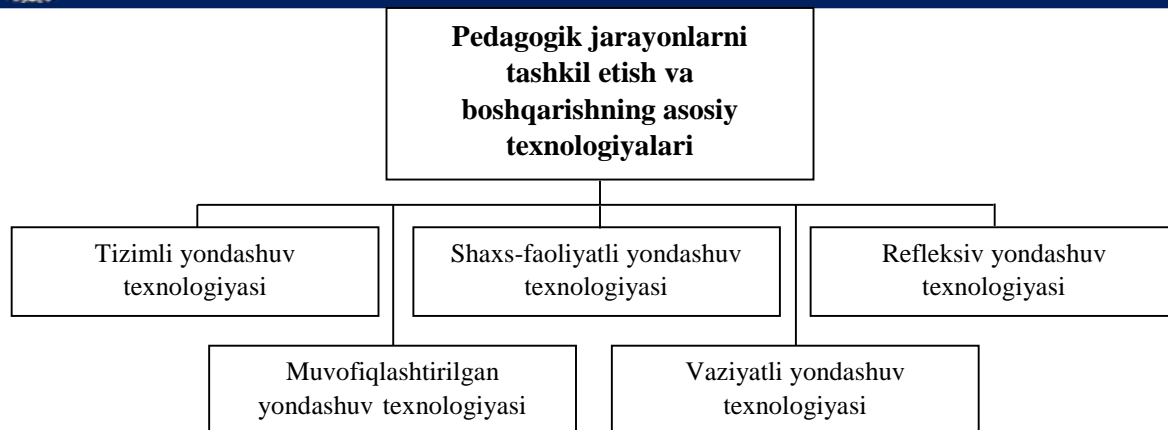 Pedagogik jarayonlarni
tashkil etish va
boshqarishning asosiy
texnologiyalari
Tizimli yondashuv
texnologiyasi
Shaxs-faoliyatli yondashuv
texnologiyasi
Refleksiv yondashuv
texnologiyasi
Muvofiqlashtirilgan
yondashuv texnologiyasi
Vaziyatli yondashuv
texnologiyasi